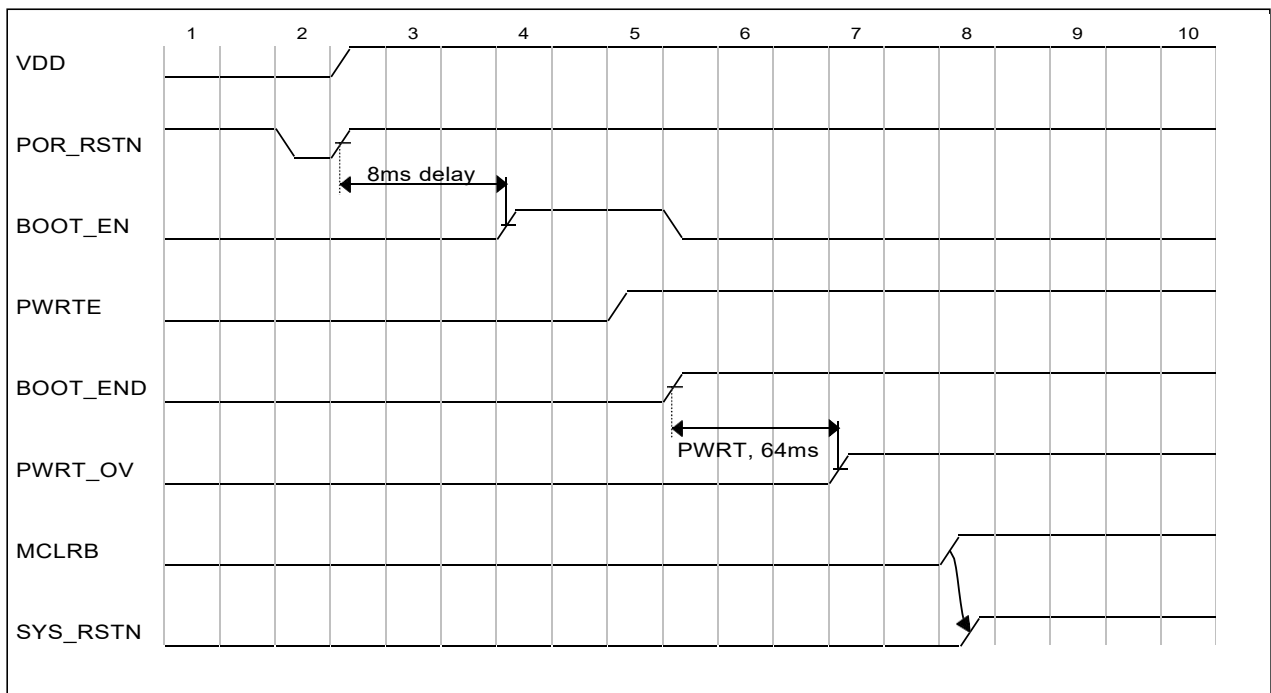 1 2 3 4 5 6 7 8 9 10
VDD
POR_RSTN
8ms delay
BOOT_EN
PWRTE
BOOT_END
PWRT, 64ms
PWRT_OV
MCLRB
SYS_RSTN